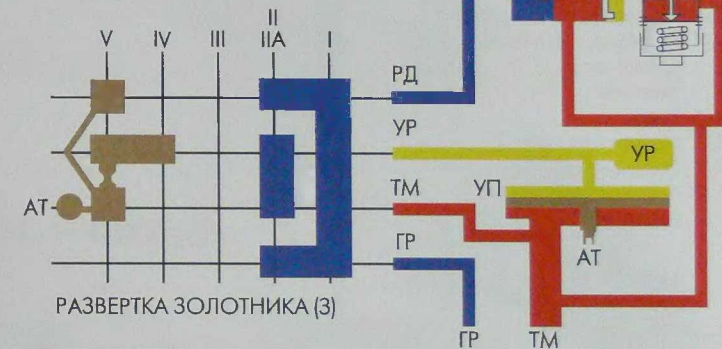 II
V IV III IIA I
РД
УР
УР
ТМ
УП
АТ
ГР
АТ
РАЗВЕРТКА ЗОЛОТНИКА (3)
ГР ТМ